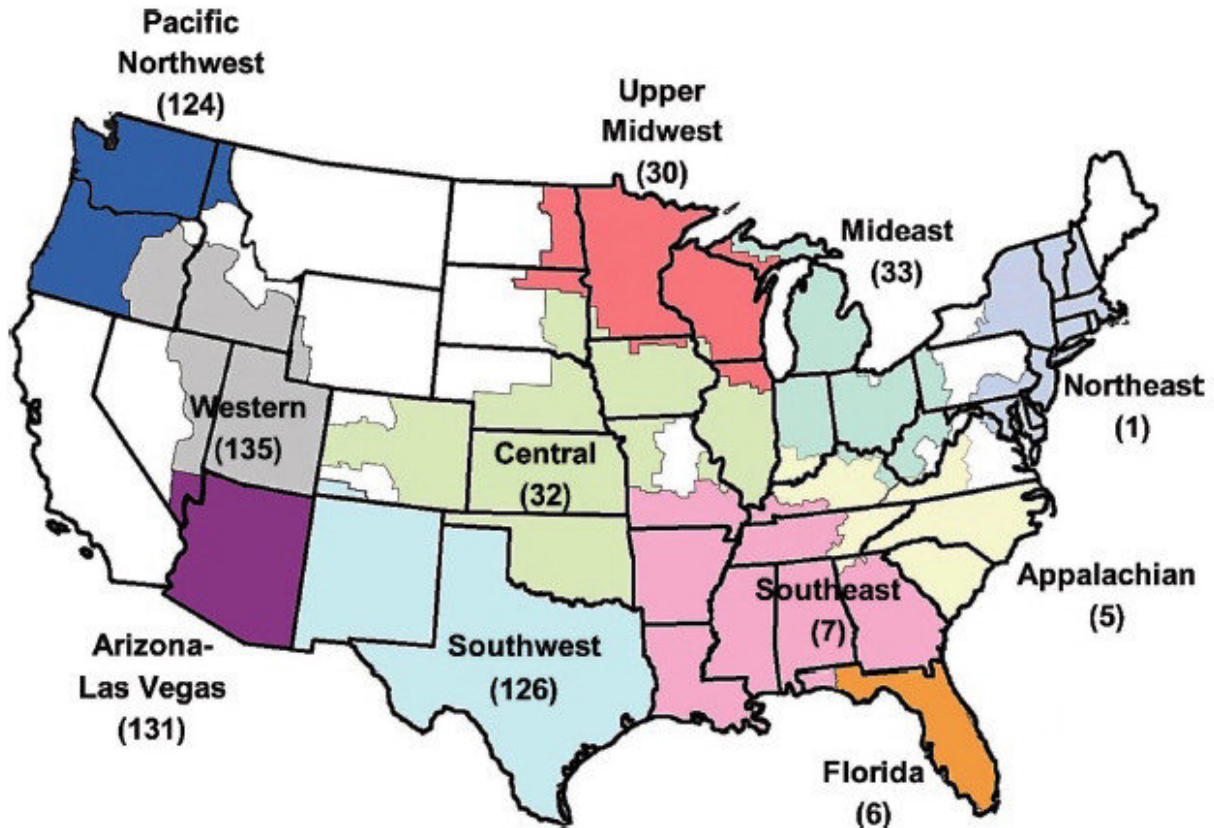 Pacific
Northwest
(124)
Upper
Midwest
(30)
Mideast
(33)
Northeast
(1)
Western
(135)
Central
(32)
Appalachian
(5)
Southeast
(7)
Southwest
(126)
Arizona-
Las Vegas
(131)
Florida
(6)